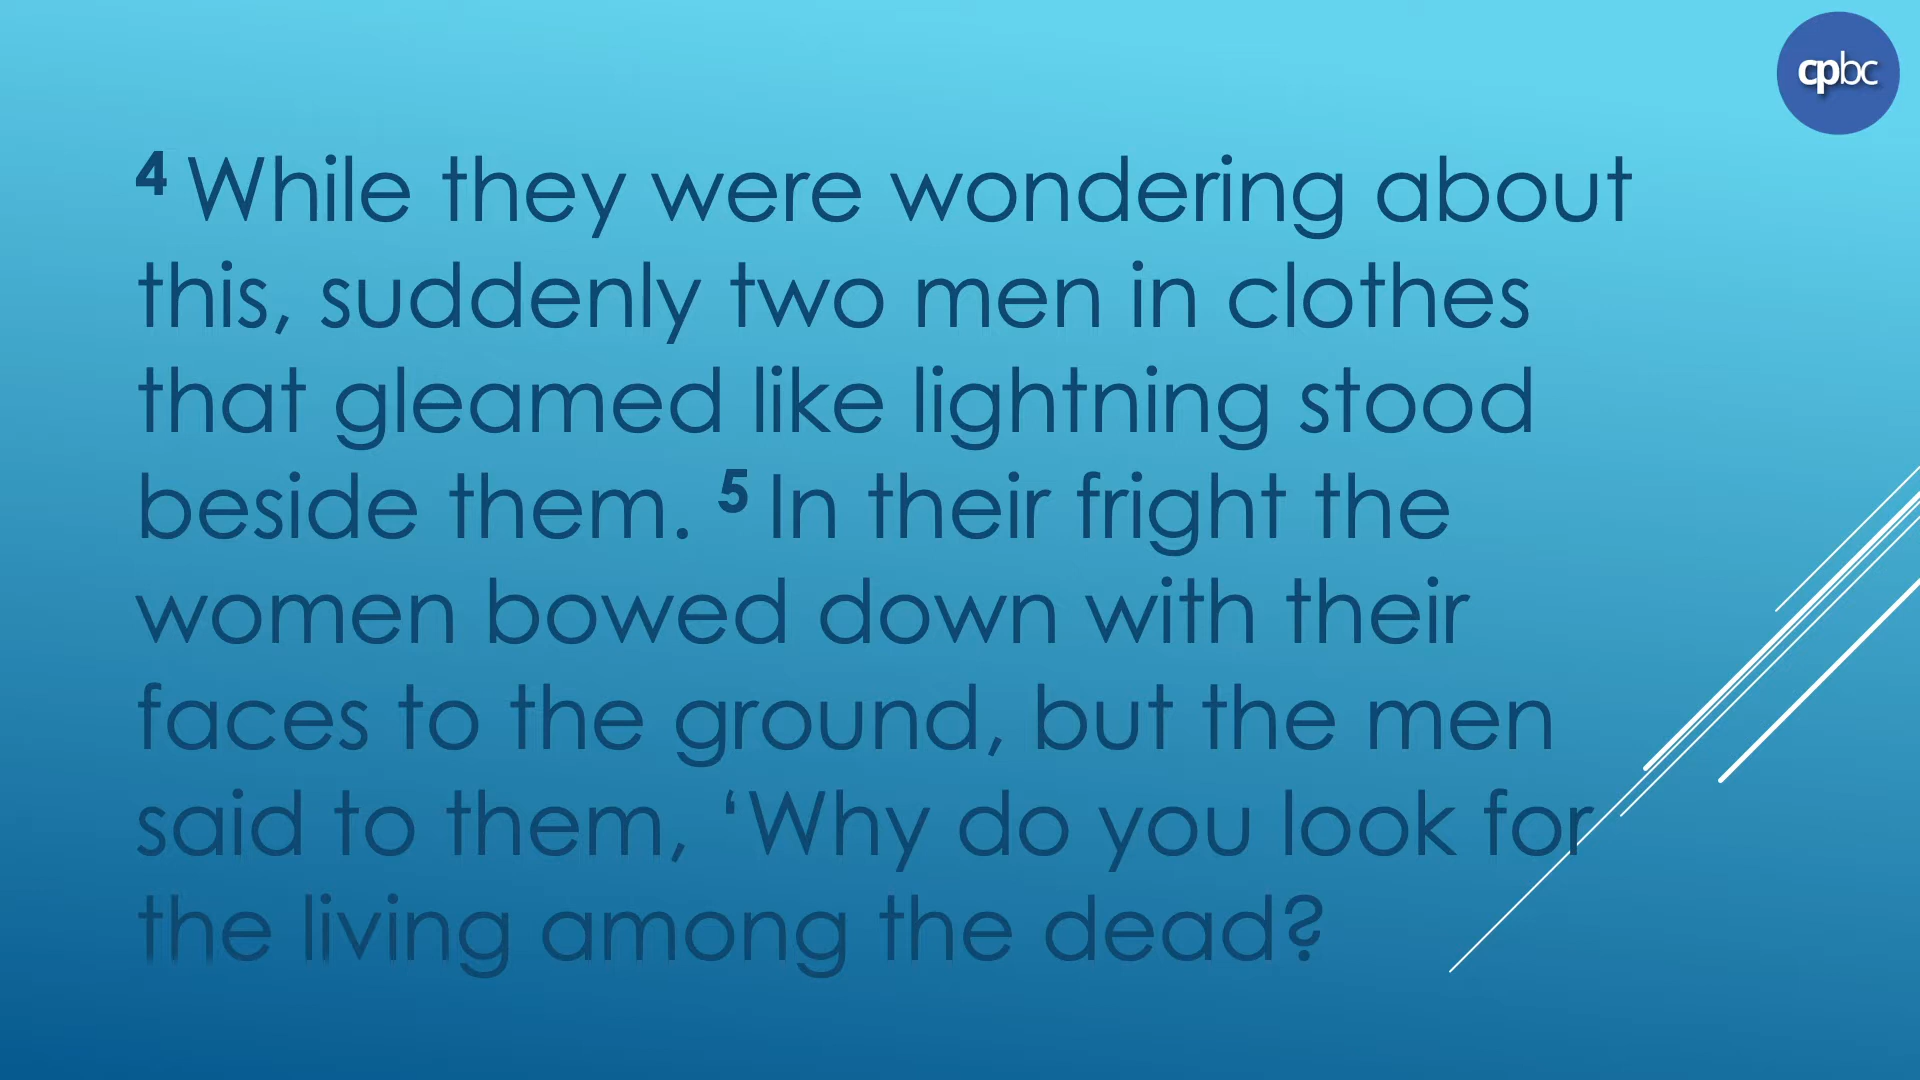 cpbc
4 While they were wondering about
this, suddenly two men in clothes
that gleamed like lightning stood
beside them. 5 In their fright the
women bowed down with their
faces to the ground, but the men
said to them, ‘Why do you look for
the living among the dead?